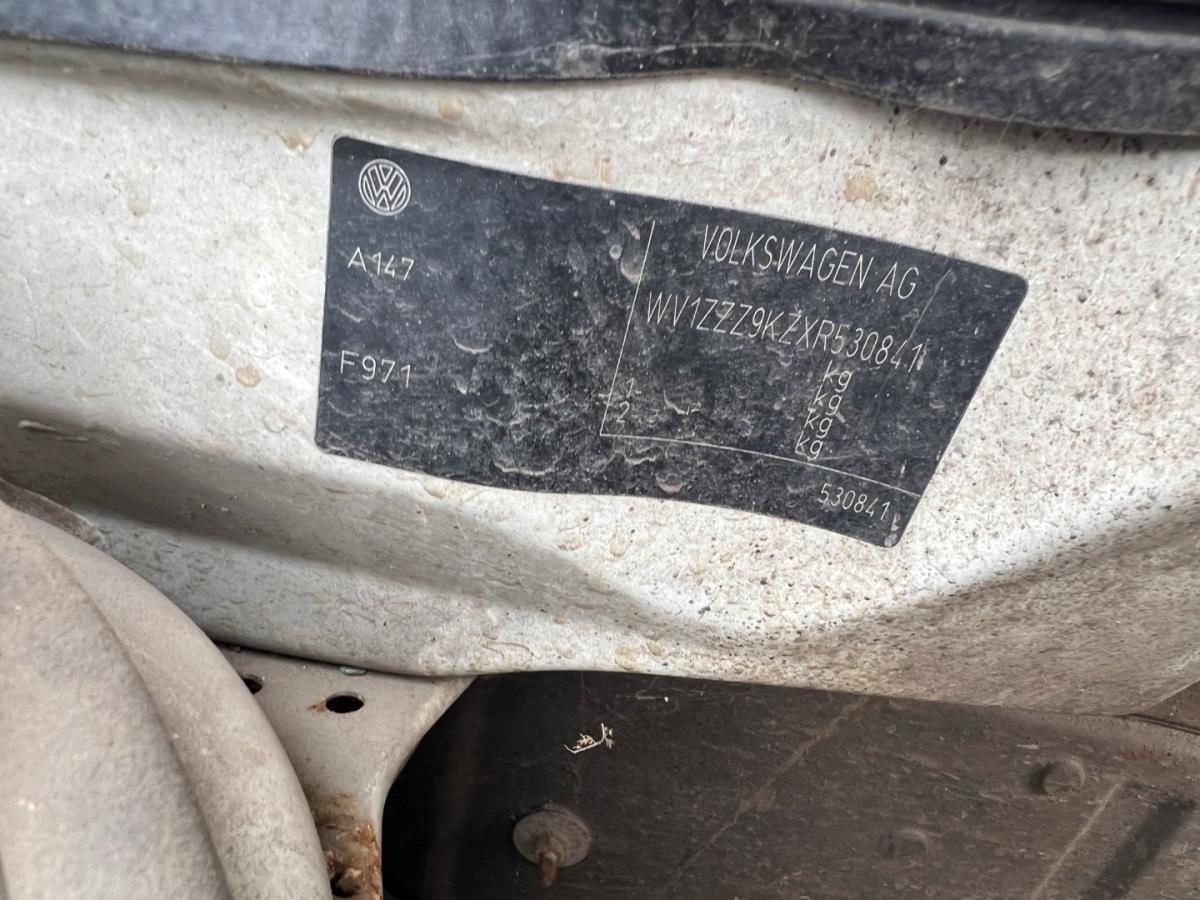 VOLKSWAGEN AG
A147
WV1ZZZ9KZXR530841
F971
kg
kg
1 kg
2 kg
530841